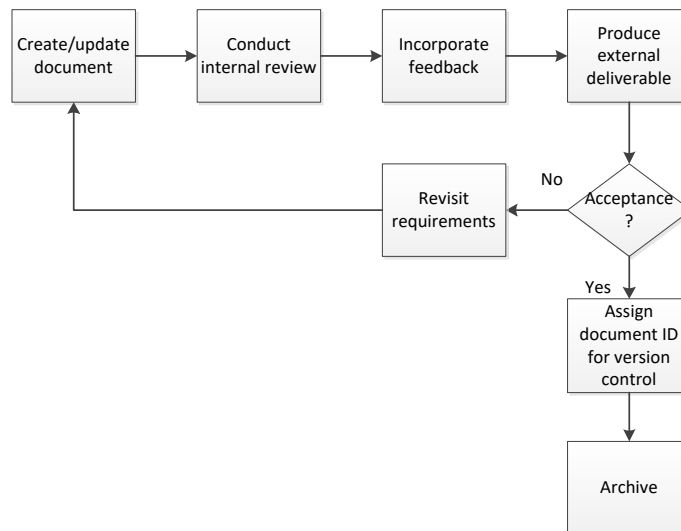 Create/update
document
Conduct
internal review
Incorporate
feedback
Produce
external
deliverable
No
Revisit
requirements
Acceptance
?
Yes
Assign
document ID
for version
control
Archive